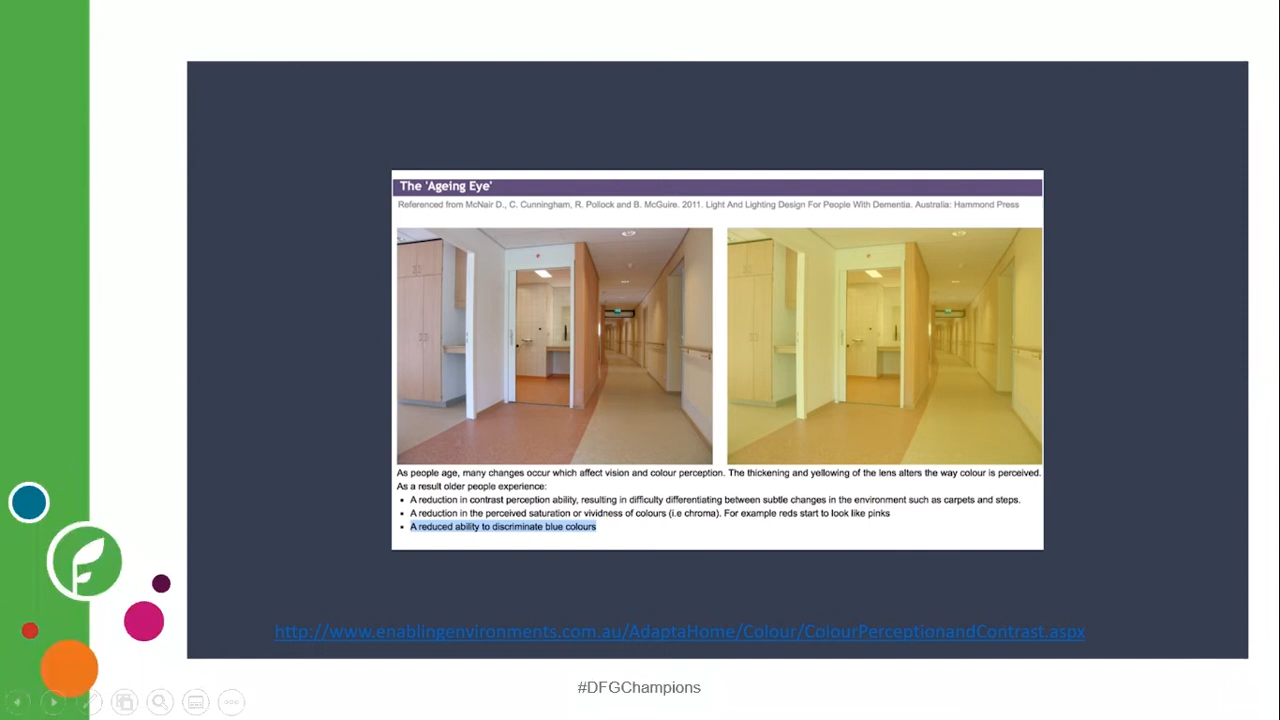 The 'Ageing Eye'
Referenced from McNair D., C. Cunningham, R. Pollock and B. McGuire. 2011. Light And Lighting Design For People With Dementia. Australia: Hammond Press
As people age, many changes occur which affect vision and colour perception. The thickening and yellowing of the lens alters the way colour is perceived.
As a result older people experience:
• A reduction in contrast perception ability, resulting in difficulty differentiating between subtle changes in the environment such as carpets and steps.
• A reduction in the perceived saturation or vividness of colours (i.e chroma). For example reds start to look like pinks
• A reduced ability to discriminate blue colours
http://www.enablingenvironments.com.au/AdaptaHome/Colour/ColourPerceptionandContrast.aspx
#DFGChampions